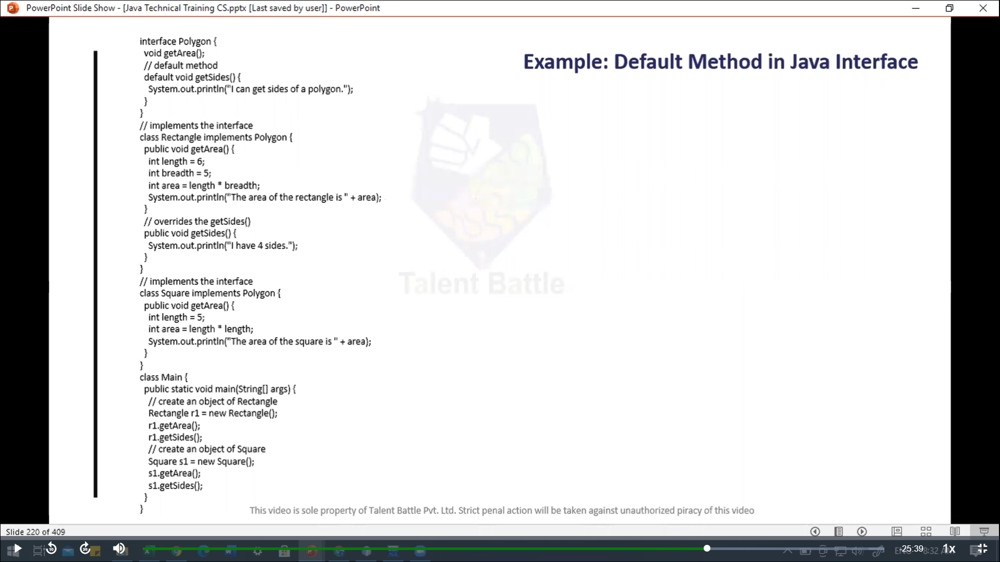 PowerPoint Slide Show - [Java Technical Training CS.pptx [Last saved by user]] - PowerPoint
interface Polygon {
void getArea();
// default method
default void getSides() {
System.out.println("I can get sides of a polygon.");
}
}
// implements the interface
class Rectangle implements Polygon {
public void getArea() {
int length = 6;
int breadth = 5;
int area = length * breadth;
System.out.println("The area of the rectangle is " + area);
}
// overrides the getSides()
public void getSides() {
System.out.println("I have 4 sides.");
}
}
// implements the interface
class Square implements Polygon {
public void getArea() {
int length = 5;
int area = length * length;
System.out.println("The area of the square is " + area);
}
}
class Main {
public static void main(String[] args) {
// create an object of Rectangle
Rectangle r1 = new Rectangle();
r1.getArea();
r1.getSides();
// create an object of Square
Square s1 = new Square();
s1.getArea();
s1.getSides();
}
}
Example: Default Method in Java Interface
Talent Battle
This video is sole property of Talent Battle Pvt. Ltd. Strict penal action will be taken against unauthorized piracy of this video
Slide 220 of 409
10
30
-25:39
1x